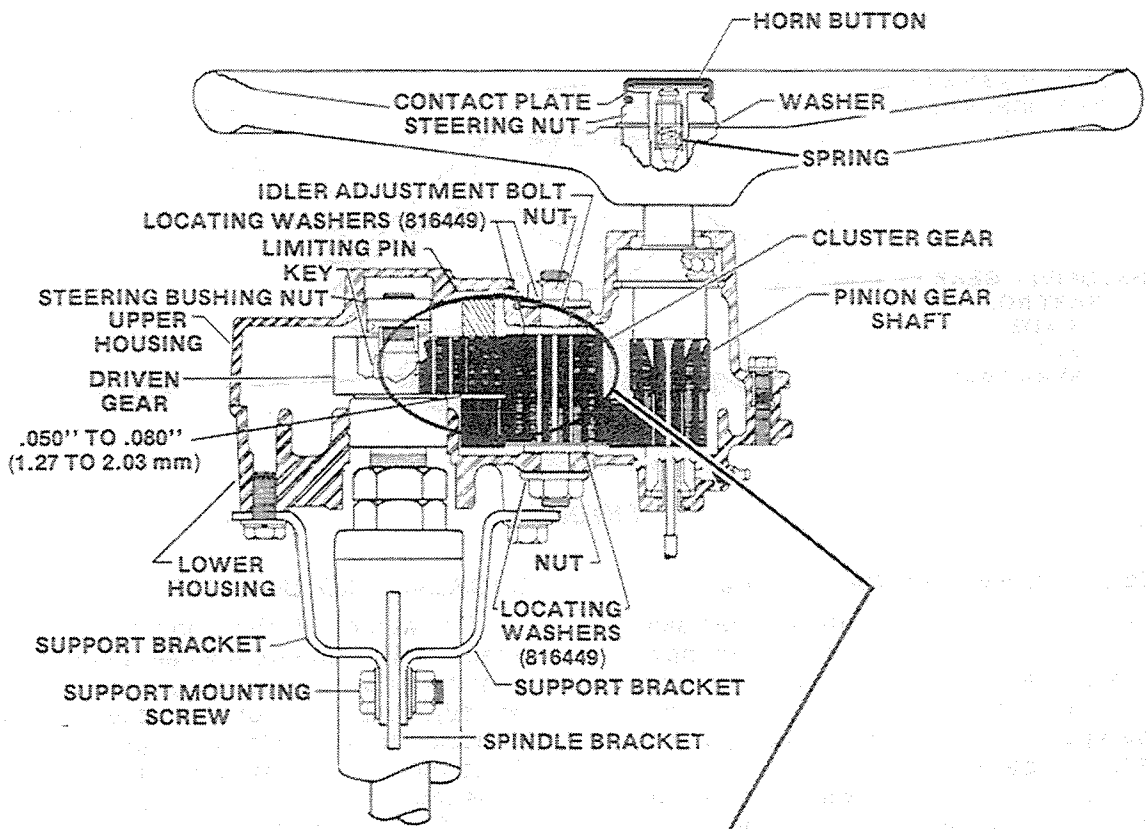 HORN BUTTON
CONTACT PLATE
STEERING NUT
WASHER
SPRING
IDLER ADJUSTMENT BOLT
NUT
LOCATING WASHERS (816449)
LIMITING PIN
KEY
CLUSTER GEAR
STEERING BUSHING NUT
UPPER
HOUSING
PINION GEAR
SHAFT
DRIVEN
GEAR
.050" TO .080"
(1.27 TO 2.03 mm)
LOWER
HOUSING
NUT
LOCATING
WASHERS
(816449)
SUPPORT BRACKET
SUPPORT BRACKET
SUPPORT MOUNTING
SCREW
SPINDLE BRACKET